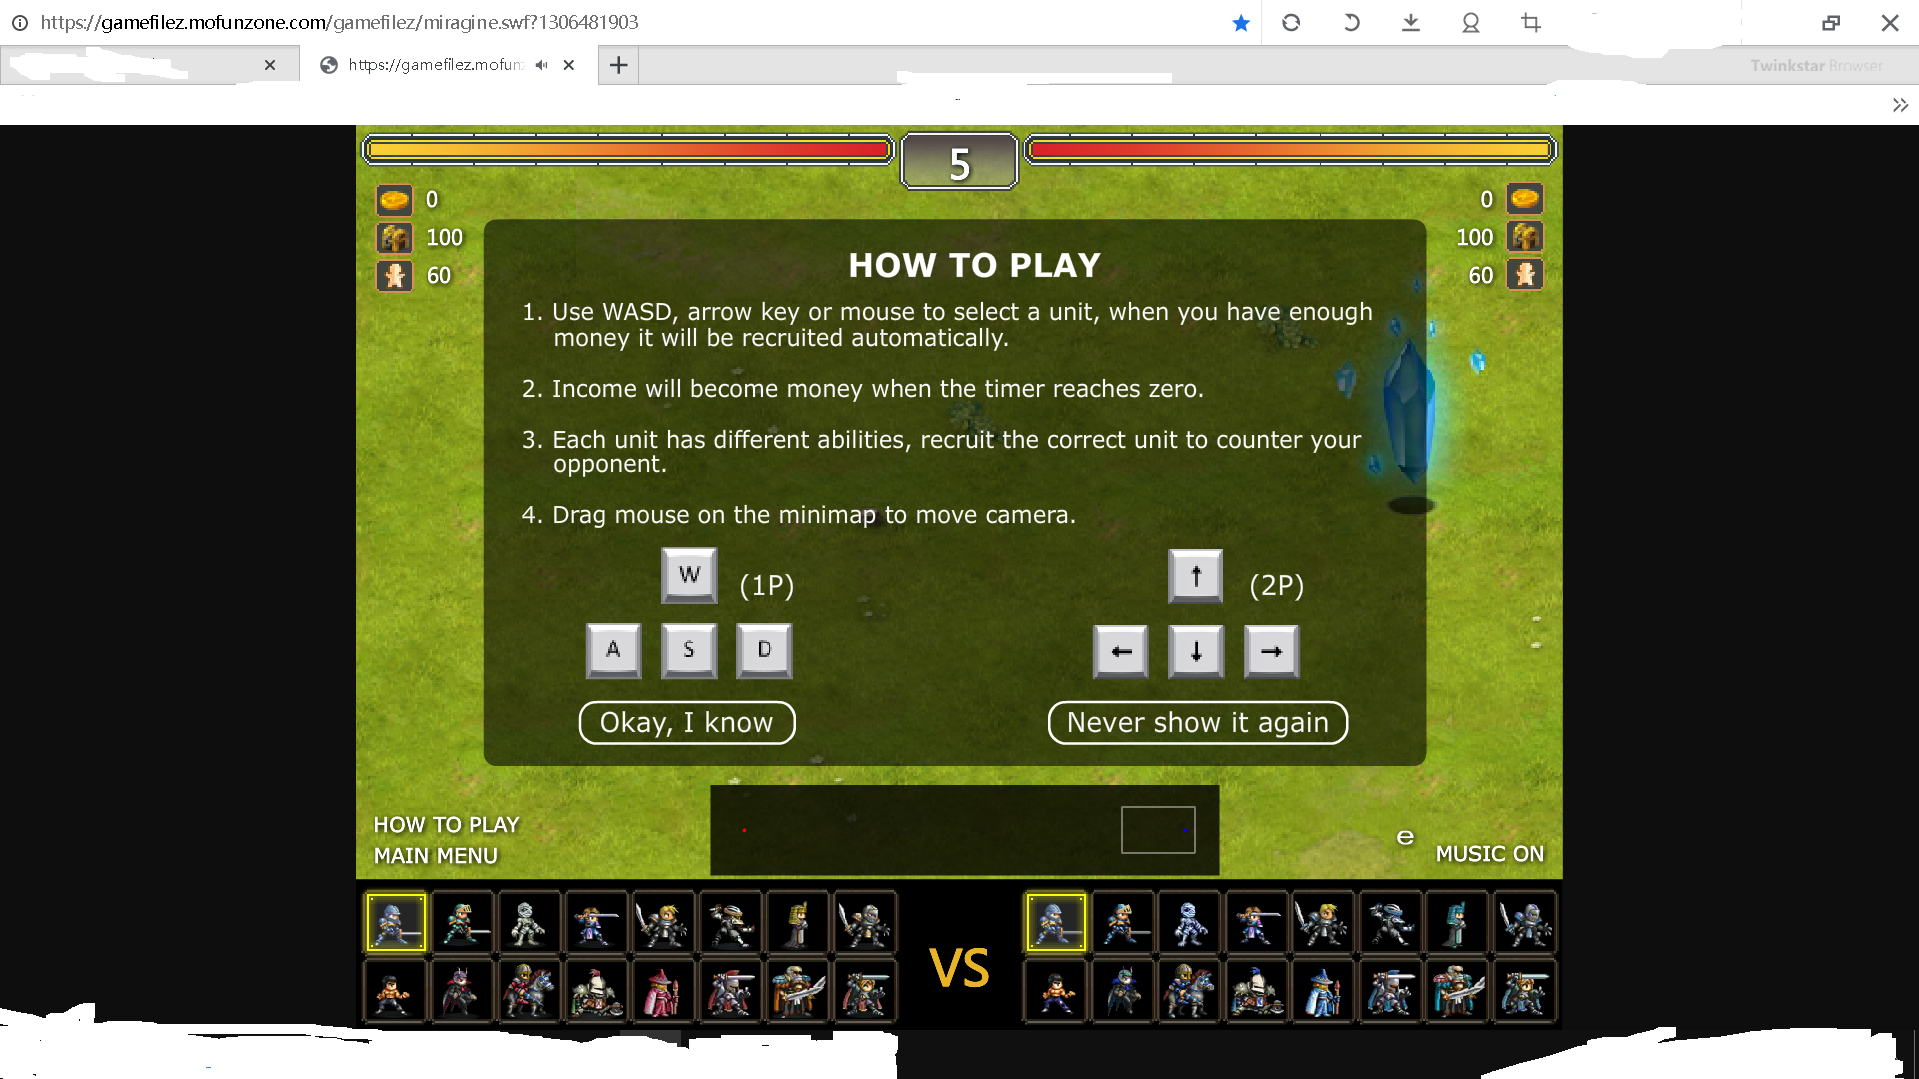 https://gamefilez.mofunzone.com/gamefilez/miragine.swf?1306481903
https://gamefilez.mofun
Twinkstar Browser
5
0
100
60
0
100
60
HOW TO PLAY
1. Use WASD, arrow key or mouse to select a unit, when you have enough
money it will be recruited automatically.
2. Income will become money when the timer reaches zero.
3. Each unit has different abilities, recruit the correct unit to counter your
opponent.
4. Drag mouse on the minimap to move camera.
W (1P)
A S D
↑ (2P)
← ↓ →
Okay, I know
Never show it again
HOW TO PLAY
MAIN MENU
e
MUSIC ON
VS